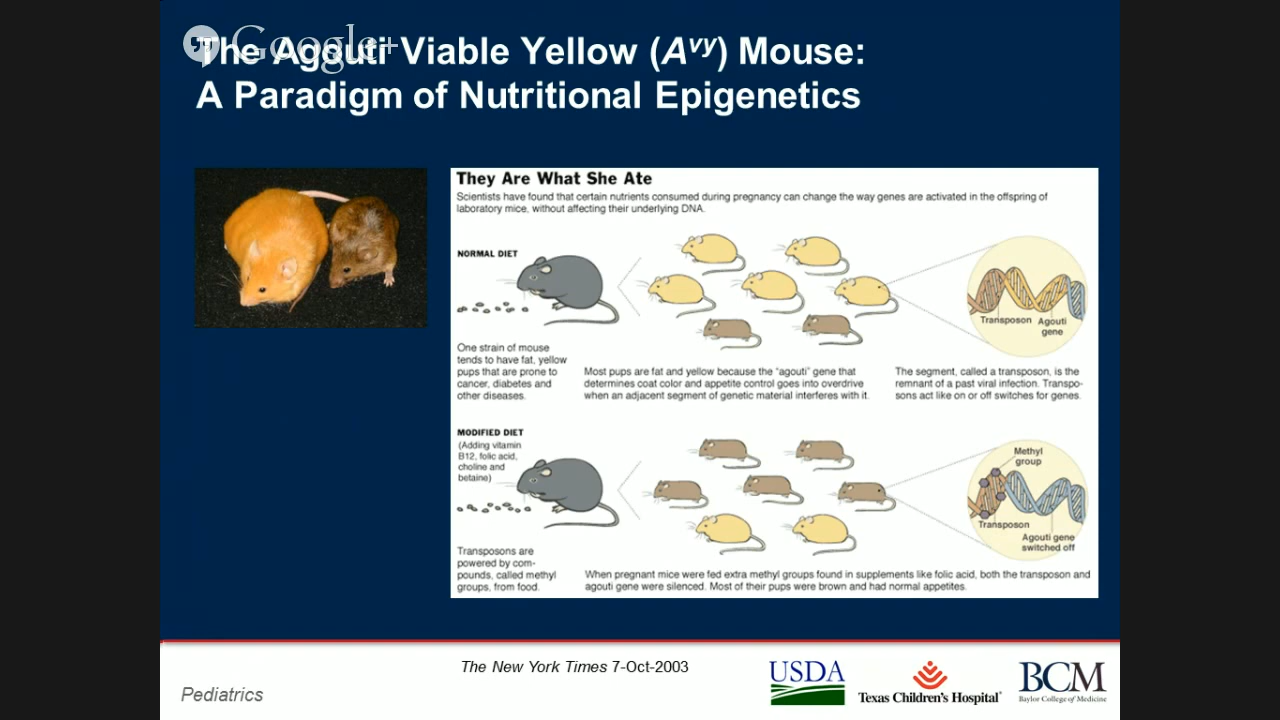 Google+
The Agouti Viable Yellow (Avy) Mouse:
A Paradigm of Nutritional Epigenetics
They Are What She Ate
Scientists have found that certain nutrients consumed during pregnancy can change the way genes are activated in the offspring of
laboratory mice, without affecting their underlying DNA.
NORMAL DIET
Transposon
Agouti
gene
One strain of mouse
tends to have fat, yellow
pups that are prone to
cancer, diabetes and
other diseases.
Most pups are fat and yellow because the "agouti" gene that
determines coat color and appetite control goes into overdrive
when an adjacent segment of genetic material interferes with it.
The segment, called a transposon, is the
remnant of a past viral infection. Transpo-
sons act like on or off switches for genes.
MODIFIED DIET
(Adding vitamin
B12, folic acid,
choline and
betaine)
Methyl
group
Transposon
Agouti gene
switched off
Transposons are
powered by com-
pounds, called methyl
groups, from food.
When pregnant mice were fed extra methyl groups found in supplements like folic acid, both the transposon and
agouti gene were silenced. Most of their pups were brown and had normal appetites.
The New York Times 7-Oct-2003
Pediatrics
USDA
Texas Children's Hospital
BCM
Baylor College of Medicine